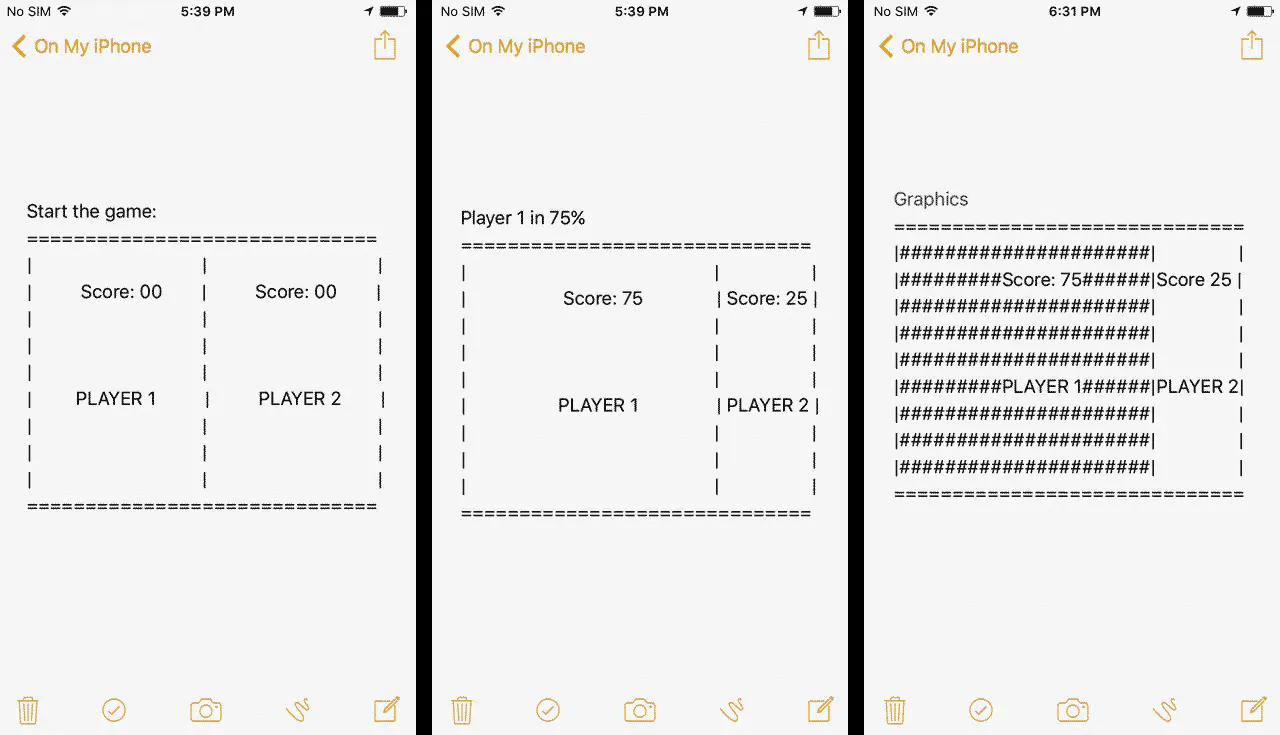 No SIM 5:39 PM
On My iPhone
Start the game:
==============================
| | |
| Score: 00 | Score: 00 |
| | |
| | |
| | |
| PLAYER 1 | PLAYER 2 |
| | |
| | |
| | |
==============================
No SIM 5:39 PM
On My iPhone
Player 1 in 75%
==============================
| | |
| Score: 75 | Score: 25 |
| | |
| | |
| | |
| PLAYER 1 | PLAYER 2 |
| | |
| | |
| | |
==============================
No SIM 6:31 PM
On My iPhone
Graphics
==============================
|######################| |
|#########Score: 75######|Score 25 |
|######################| |
|######################| |
|######################| |
|#########PLAYER 1######|PLAYER 2|
|######################| |
|######################| |
|######################| |
==============================